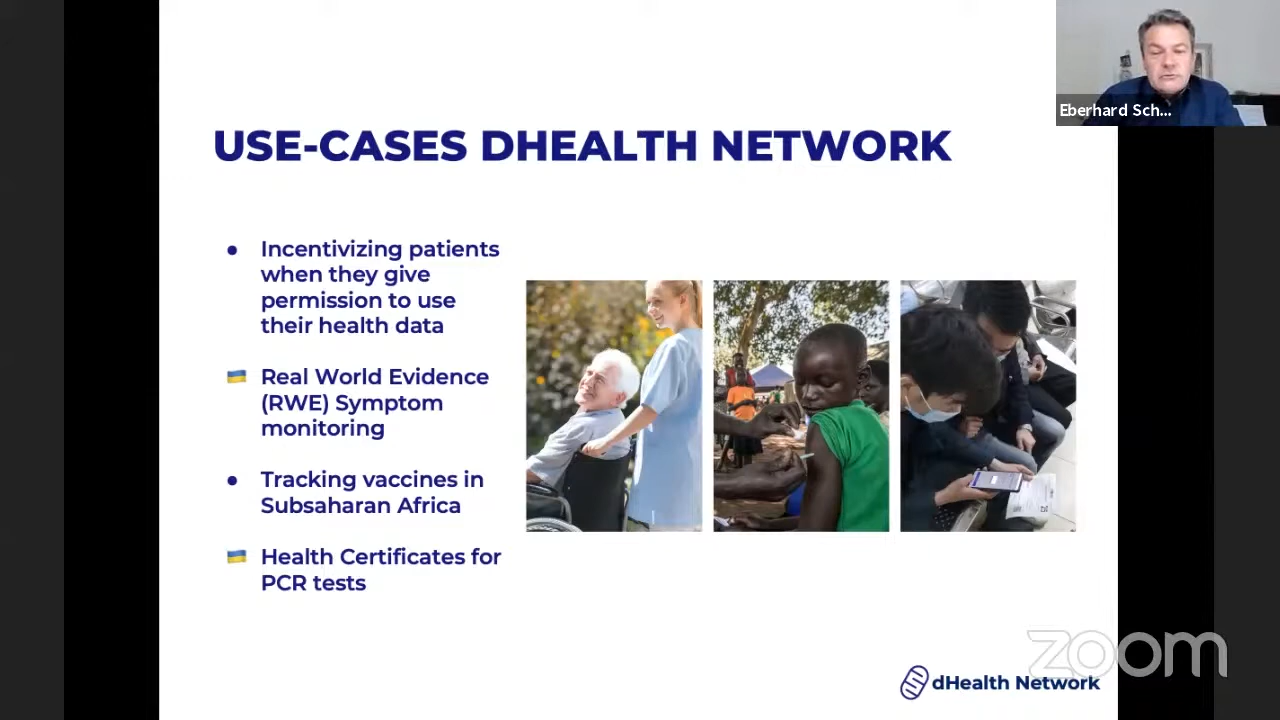 Eberhard Sch...
USE-CASES DHEALTH NETWORK
● Incentivizing patients
when they give
permission to use
their health data
🇺🇦 Real World Evidence
(RWE) Symptom
monitoring
● Tracking vaccines in
Subsaharan Africa
🇺🇦 Health Certificates for
PCR tests
zoom
dHealth Network